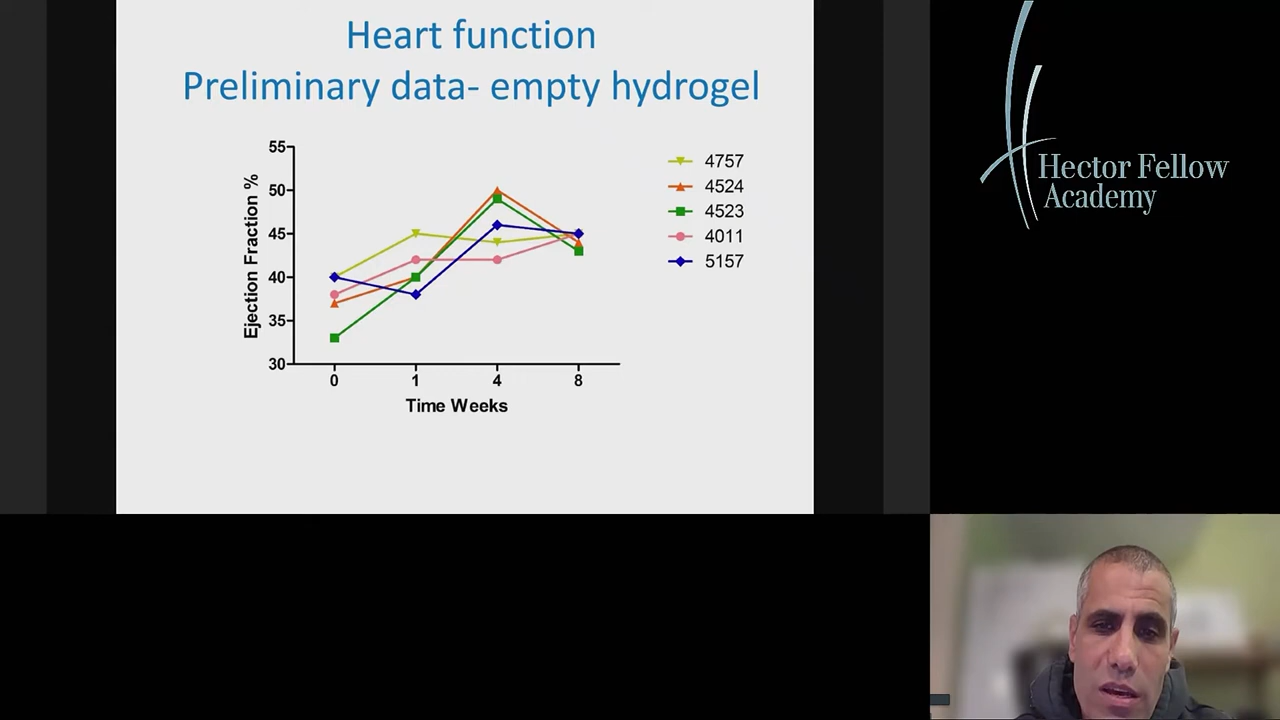 Heart function
Preliminary data- empty hydrogel
55
50
45
40
35
30
Ejection Fraction %
0 1 4 8
Time Weeks
4757
4524
4523
4011
5157
Hector Fellow
Academy